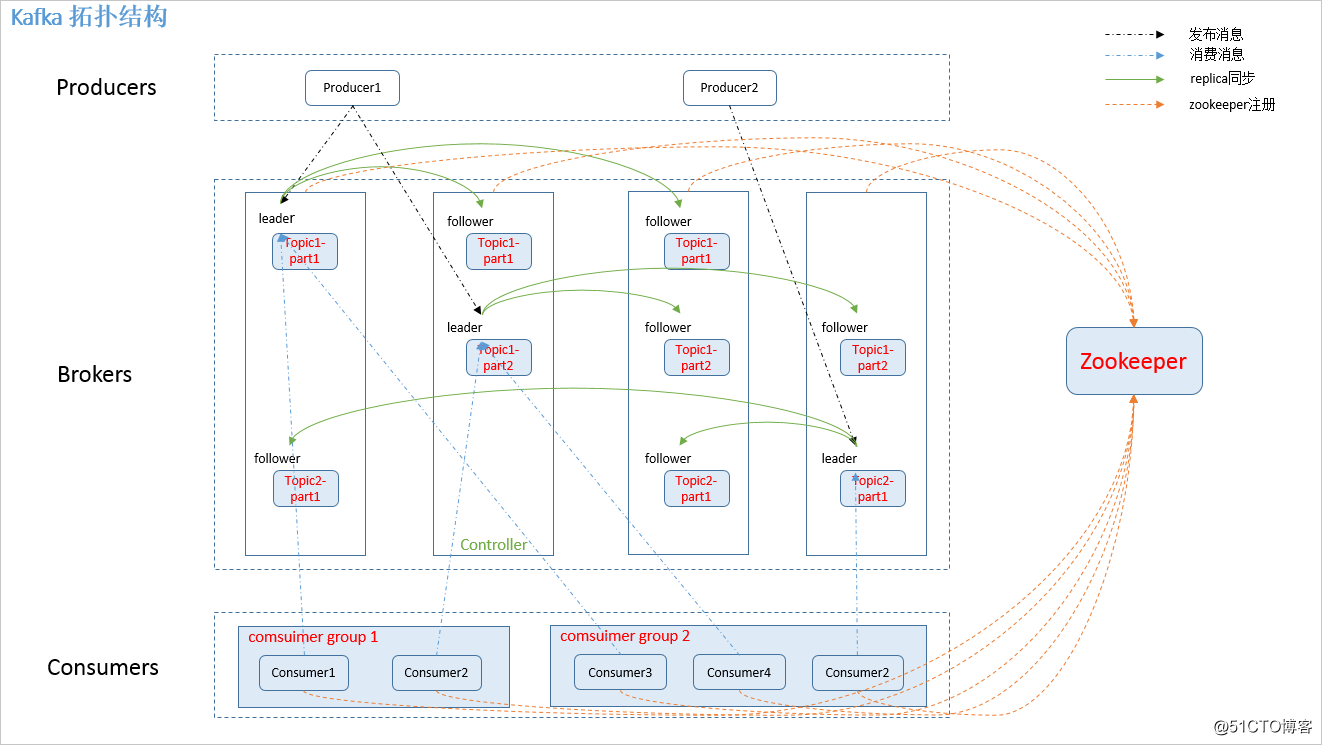 Kafka 拓扑结构
发布消息
消费消息
replica同步
zookeeper注册
Producers
Producer1
Producer2
leader
Topic1-
part1
follower
Topic1-
part1
follower
Topic1-
part1
leader
Topic1-
part2
follower
Topic1-
part2
follower
Topic1-
part2
Zookeeper
Brokers
follower
Topic2-
part1
follower
Topic2-
part1
leader
Topic2-
part1
Controller
Consumers
comsuimer group 1
Consumer1
Consumer2
comsuimer group 2
Consumer3
Consumer4
Consumer2
@51CTO博客